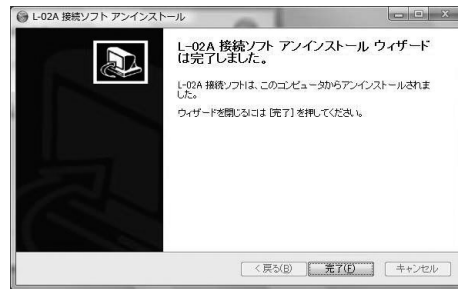 L-02A 接続ソフト アンインストール
L-02A 接続ソフト アンインストール ウィザード
は完了しました。
L-02A 接続ソフトは、このコンピュータからアンインストールされま
した。
ウィザードを閉じるには [完了] を押してください。
< 戻る(B)
完了(F)
キャンセル